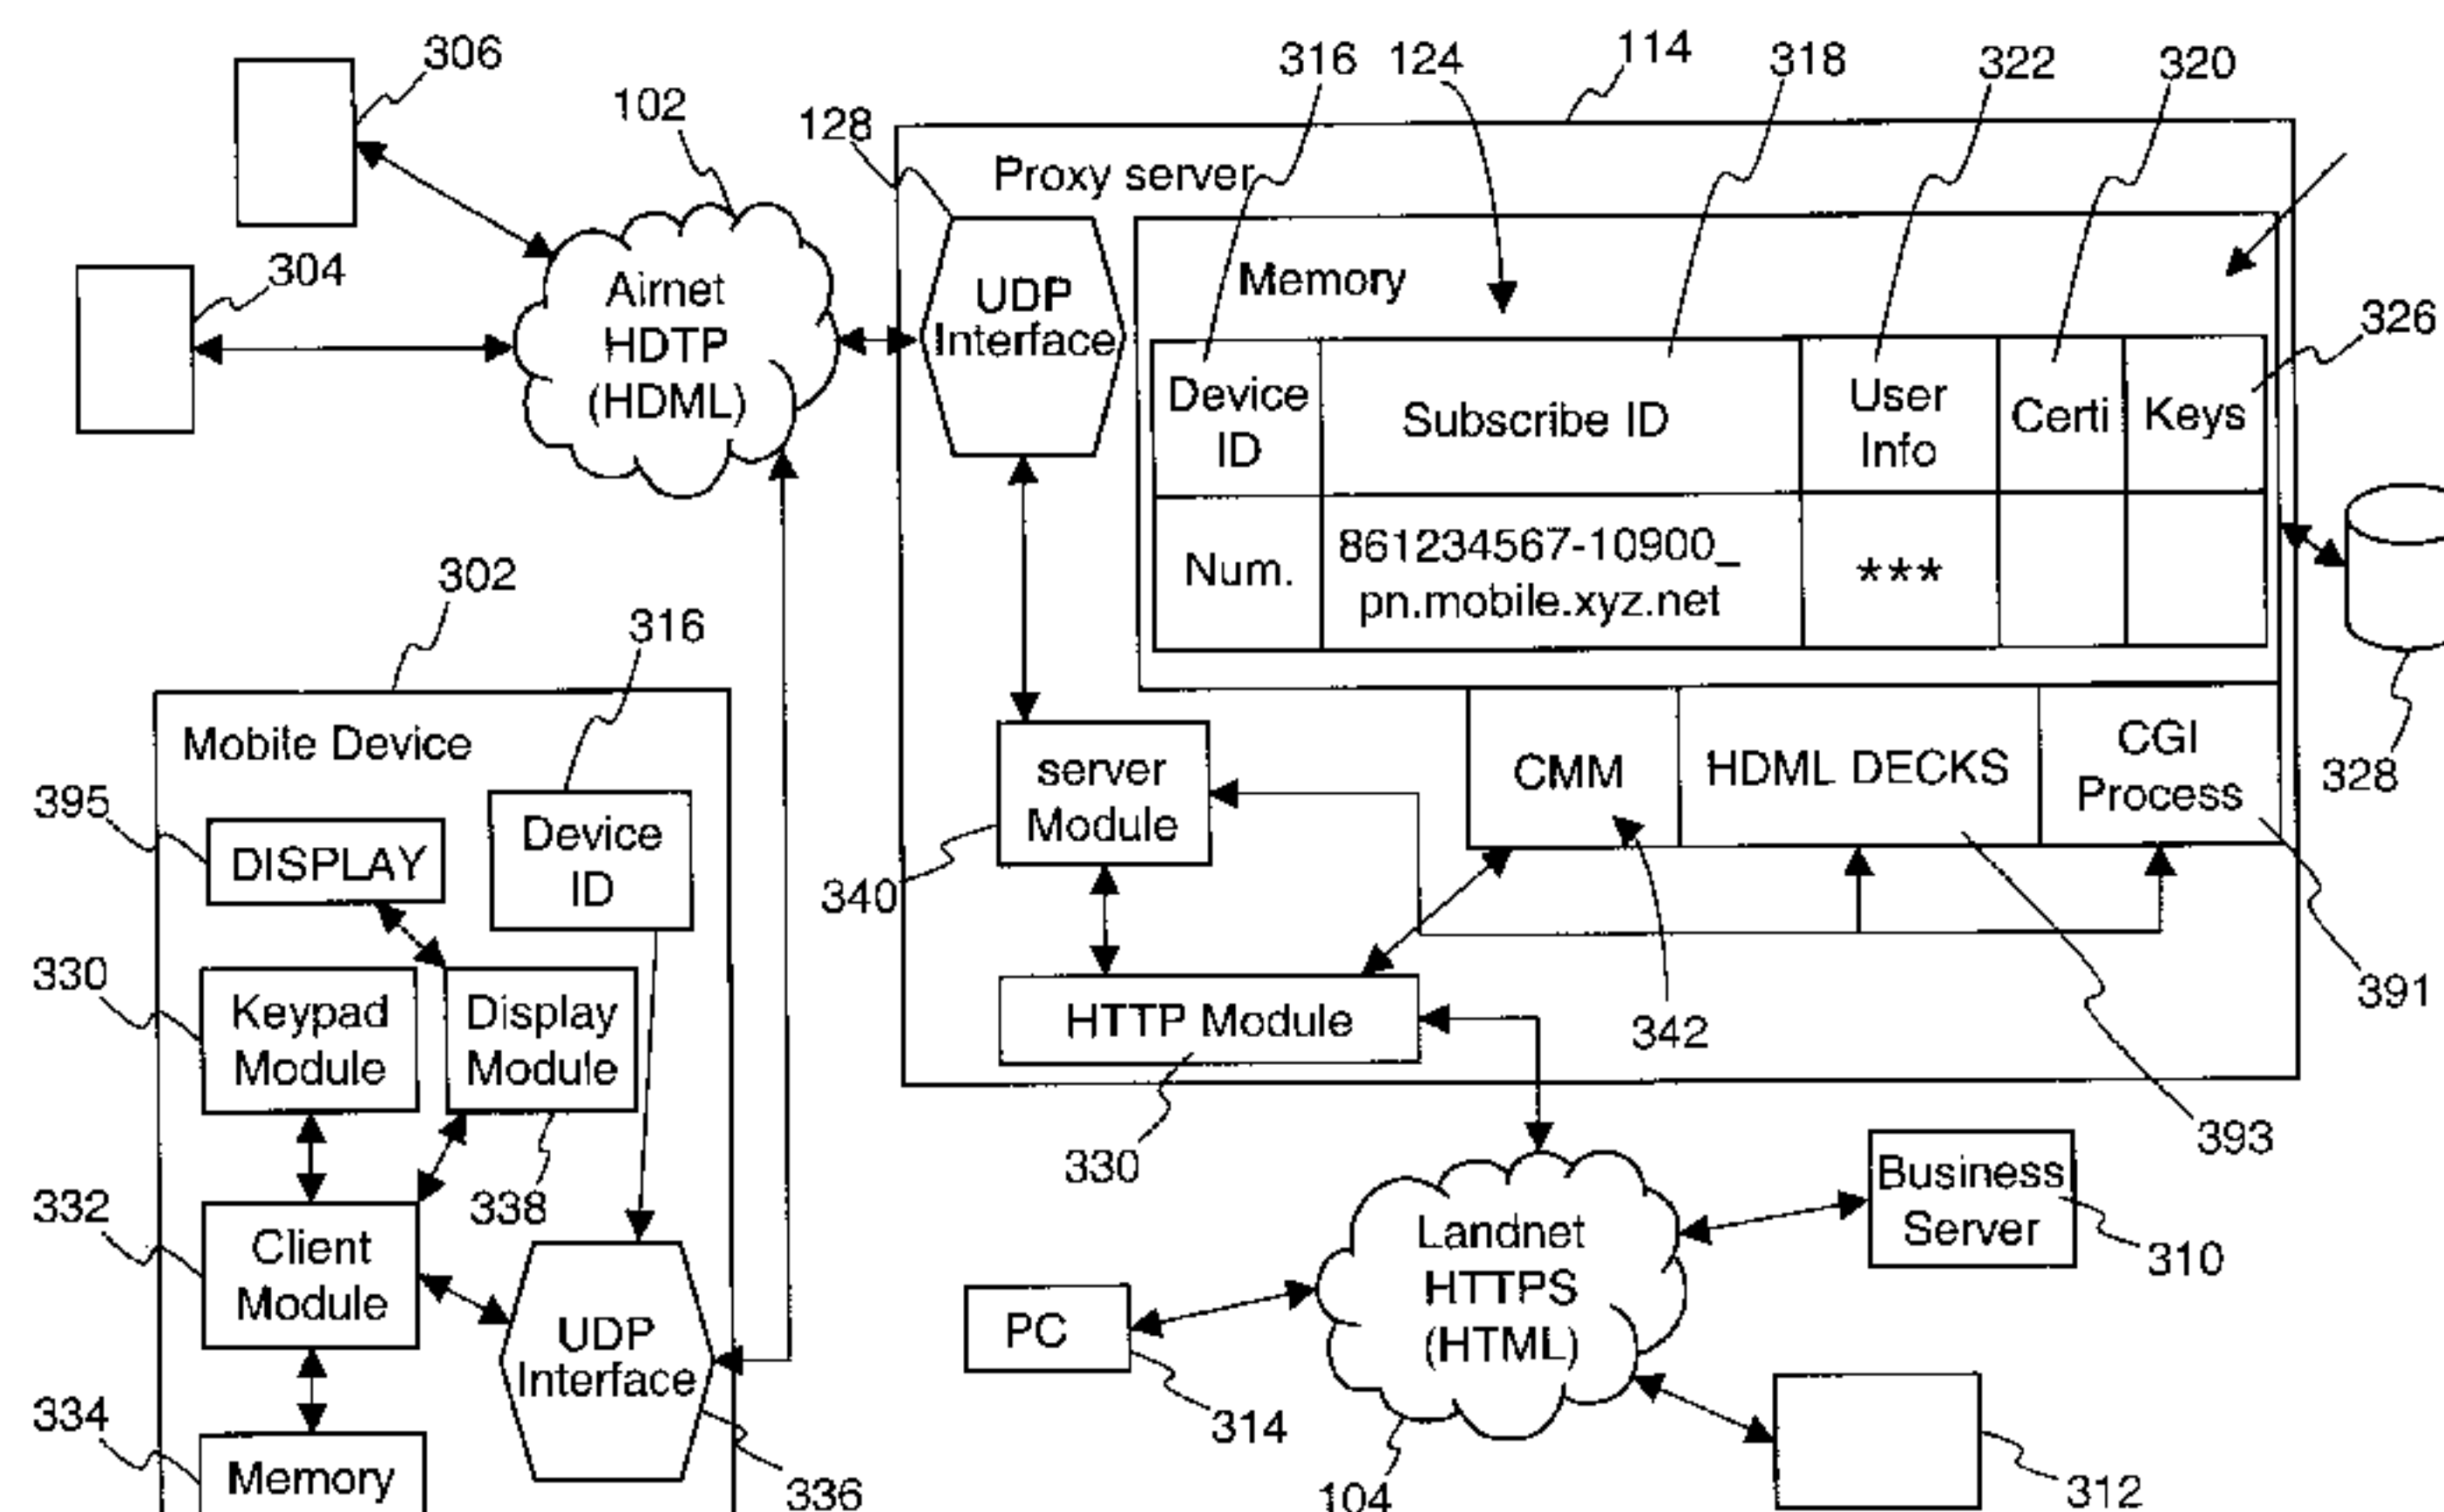 306
102
128
316
124
114
318
322
320
304
Proxy server
Airnet
HDTP
(HDML)
UDP
Interface
Memory
326
Device
ID
Subscribe ID
User
Info
Certi
Keys
Num.
861234567-10900_
pn.mobile.xyz.net
***
328
302
316
Mobile Device
395
DISPLAY
Device
ID
330
Keypad
Module
Display
Module
338
332
Client
Module
UDP
Interface
334
Memory
336
server
Module
340
CMM
HDML DECKS
CGI
Process
391
342
393
HTTP Module
330
Landnet
HTTPS
(HTML)
Business
Server
310
PC
314
104
312